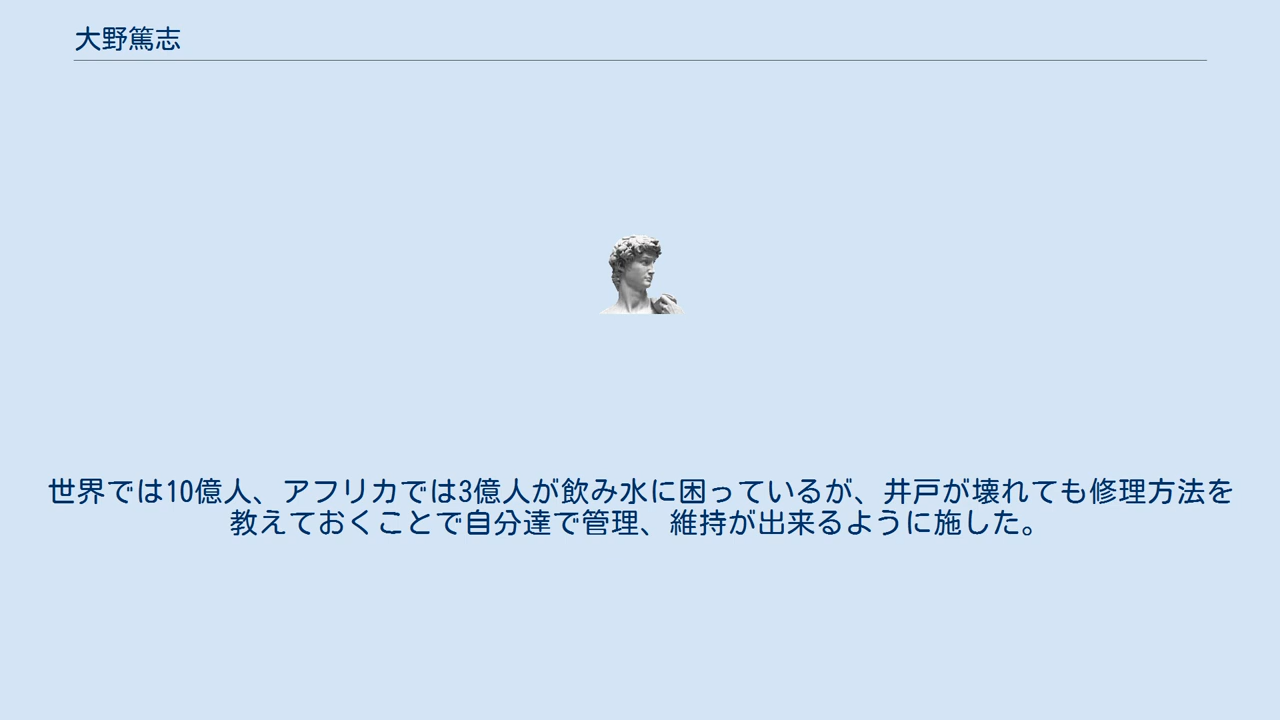 大野篤志
世界では10億人、アフリカでは3億人が飲み水に困っているが、井戸が壊れても修理方法を
教えておくことで自分達で管理、維持が出来るように施した。